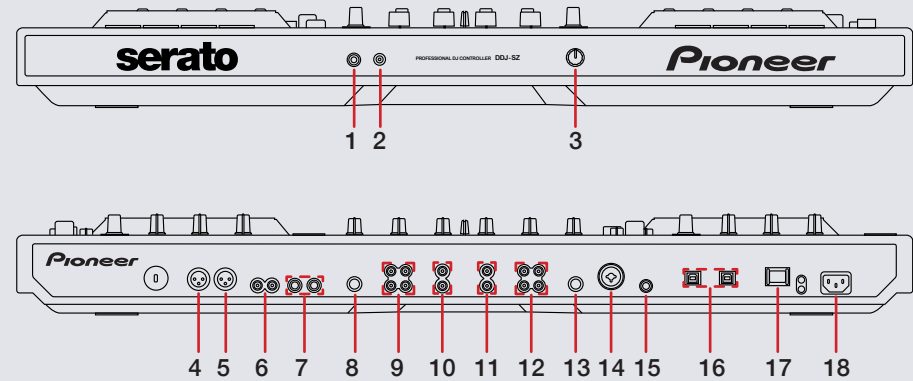 serato
PROFESSIONAL DJ CONTROLLER DDJ-SZ
Pioneer
1 2 3
Pioneer
4 5 6 7 8 9 10 11 12 13 14 15 16 17 18